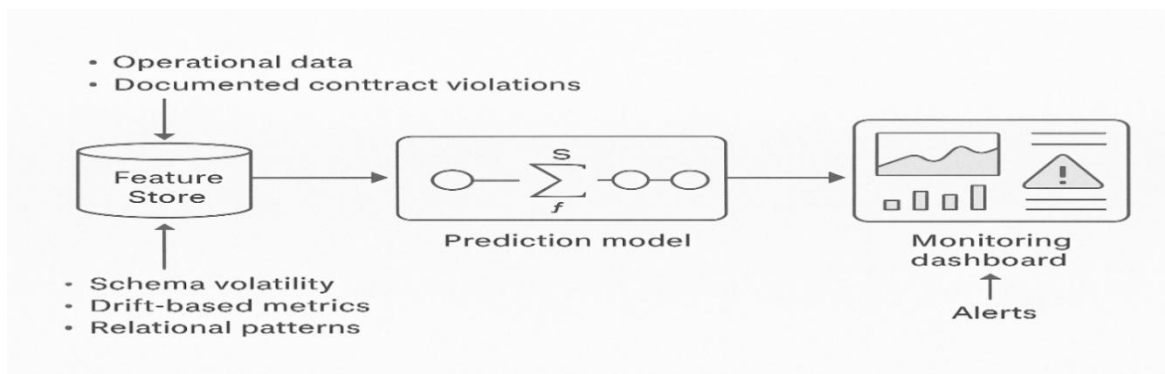 • Operational data
• Documented conttract violations
Feature
Store
S
Σ
f
Prediction model
!
Monitoring
dashboard
Alerts
• Schema volatility
• Drift-based metrics
• Relational patterns